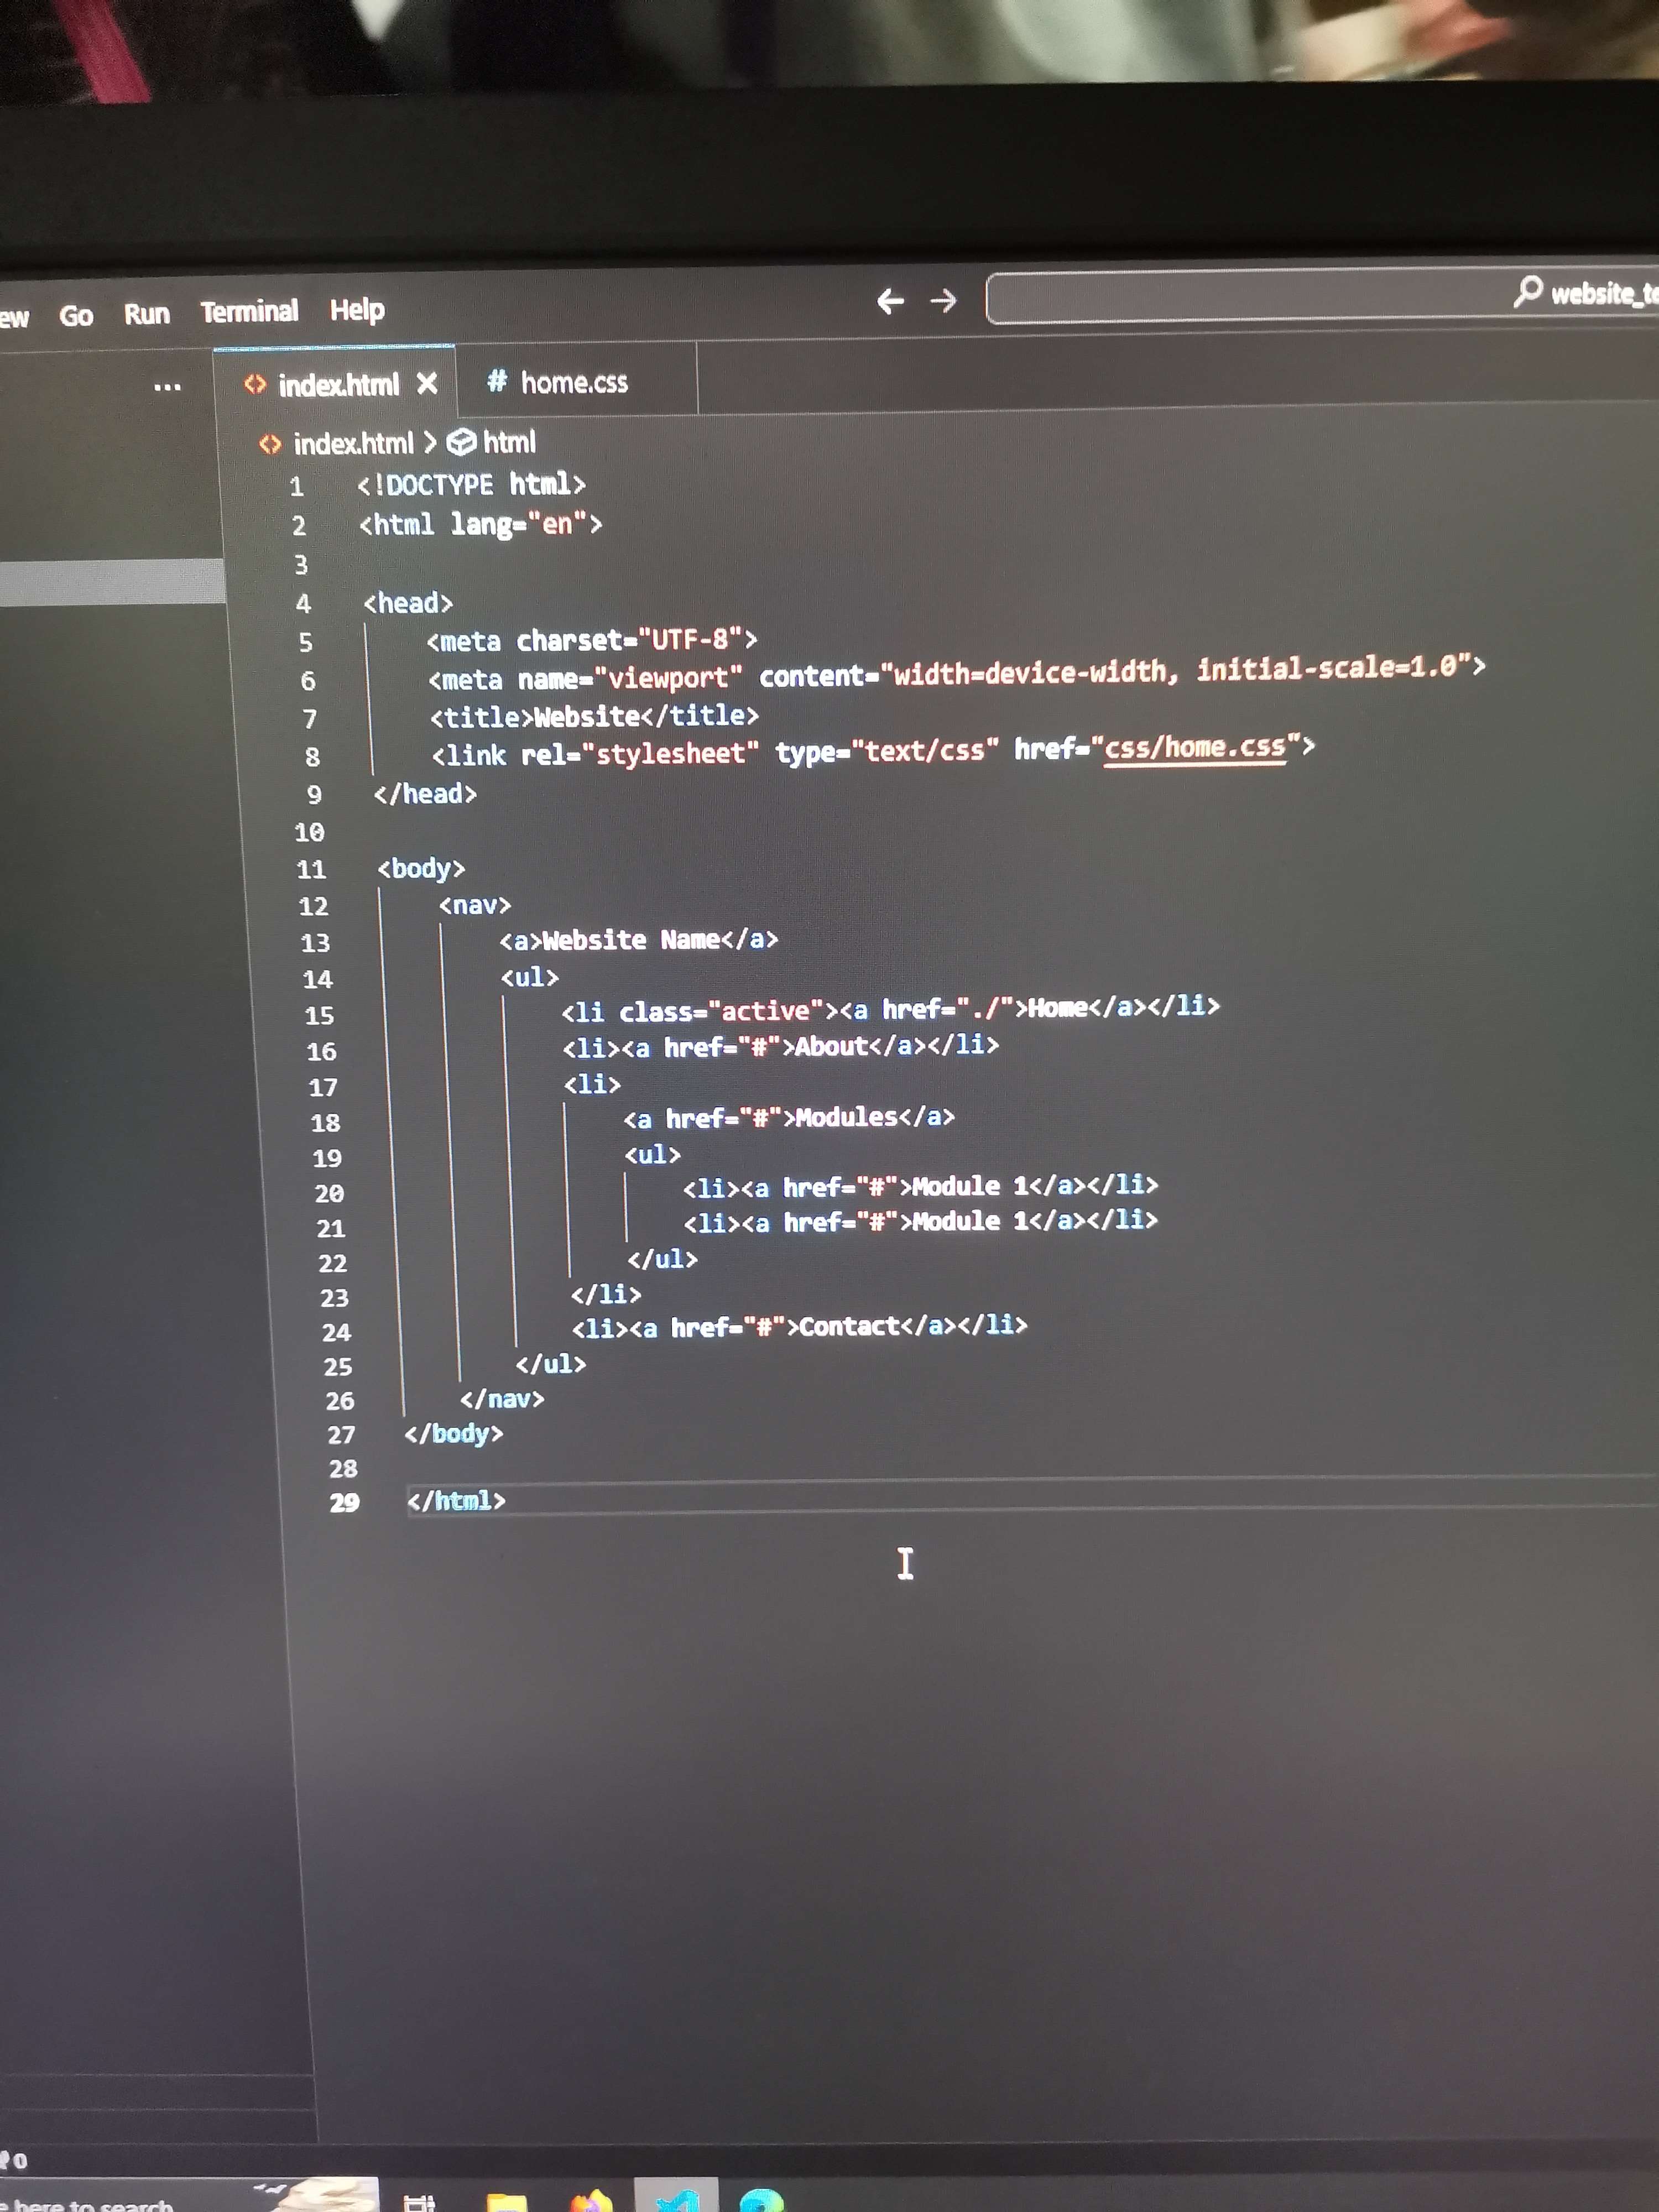 Go Run Terminal Help
index.html
# home.css
index.html > html
1 <!DOCTYPE html>
2 <html lang="en">
3
4 <head>
5 <meta charset="UTF-8">
6 <meta name="viewport" content="width=device-width, initial-scale=1.0">
7 <title>Website</title>
8 <link rel="stylesheet" type="text/css" href="css/home.css">
9 </head>
10
11 <body>
12 <nav>
13 <a>Website Name</a>
14 <ul>
15 <li class="active"><a href="./">Home</a></li>
16 <li><a href="#">About</a></li>
17 <li>
18 <a href="#">Modules</a>
19 <ul>
20 <li><a href="#">Module 1</a></li>
21 <li><a href="#">Module 1</a></li>
22 </ul>
23 </li>
24 <li><a href="#">Contact</a></li>
25 </ul>
26 </nav>
27 </body>
28
29 </html>
0
here to search